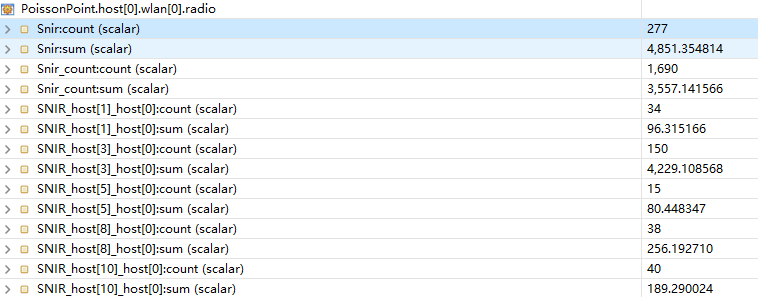 PoissonPoint.host[0].wlan[0].radio
Snir:count (scalar) 277
Snir:sum (scalar) 4,851.354814
Snir_count:count (scalar) 1,690
Snir_count:sum (scalar) 3,557.141566
SNIR_host[1]_host[0]:count (scalar) 34
SNIR_host[1]_host[0]:sum (scalar) 96.315166
SNIR_host[3]_host[0]:count (scalar) 150
SNIR_host[3]_host[0]:sum (scalar) 4,229.108568
SNIR_host[5]_host[0]:count (scalar) 15
SNIR_host[5]_host[0]:sum (scalar) 80.448347
SNIR_host[8]_host[0]:count (scalar) 38
SNIR_host[8]_host[0]:sum (scalar) 256.192710
SNIR_host[10]_host[0]:count (scalar) 40
SNIR_host[10]_host[0]:sum (scalar) 189.290024